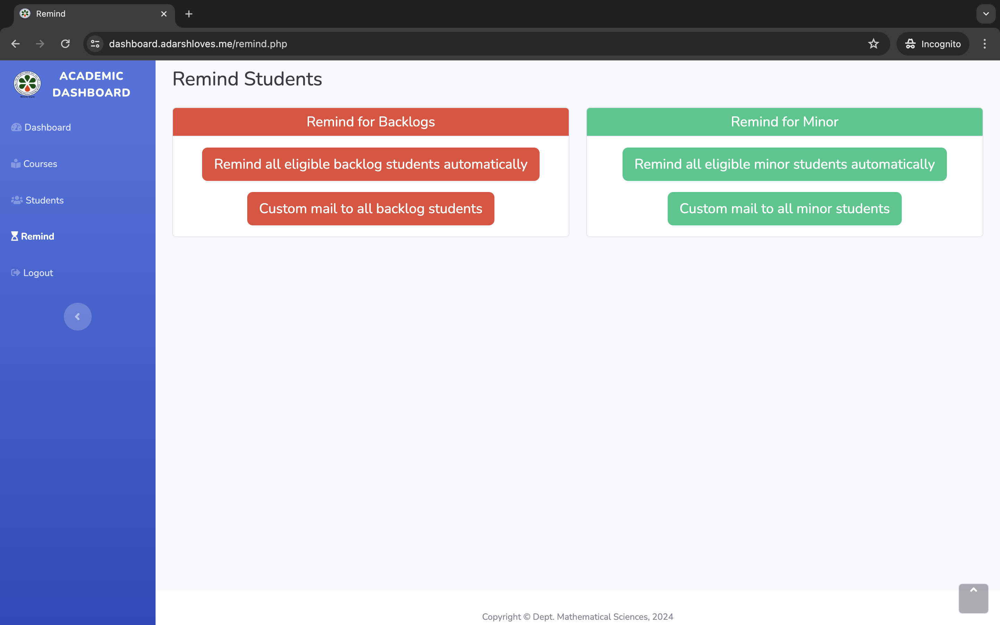 Remind
dashboard.adarshloves.me/remind.php
Incognito
ACADEMIC
DASHBOARD
Dashboard
Courses
Students
Remind
Logout
Remind Students
Remind for Backlogs
Remind all eligible backlog students automatically
Custom mail to all backlog students
Remind for Minor
Remind all eligible minor students automatically
Custom mail to all minor students
Copyright © Dept. Mathematical Sciences, 2024